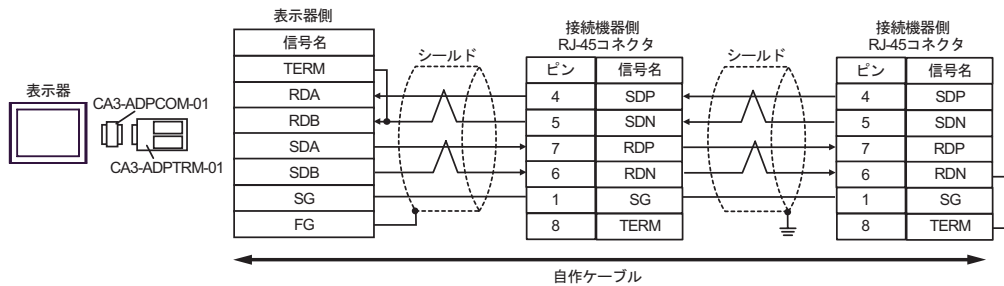 表示器
CA3-ADPCOM-01
CA3-ADPTRM-01
表示器側
信号名
TERM
RDA
RDB
SDA
SDB
SG
FG
シールド
接続機器側
RJ-45コネクタ
ピン 信号名
4 SDP
5 SDN
7 RDP
6 RDN
1 SG
8 TERM
シールド
接続機器側
RJ-45コネクタ
ピン 信号名
4 SDP
5 SDN
7 RDP
6 RDN
1 SG
8 TERM
自作ケーブル